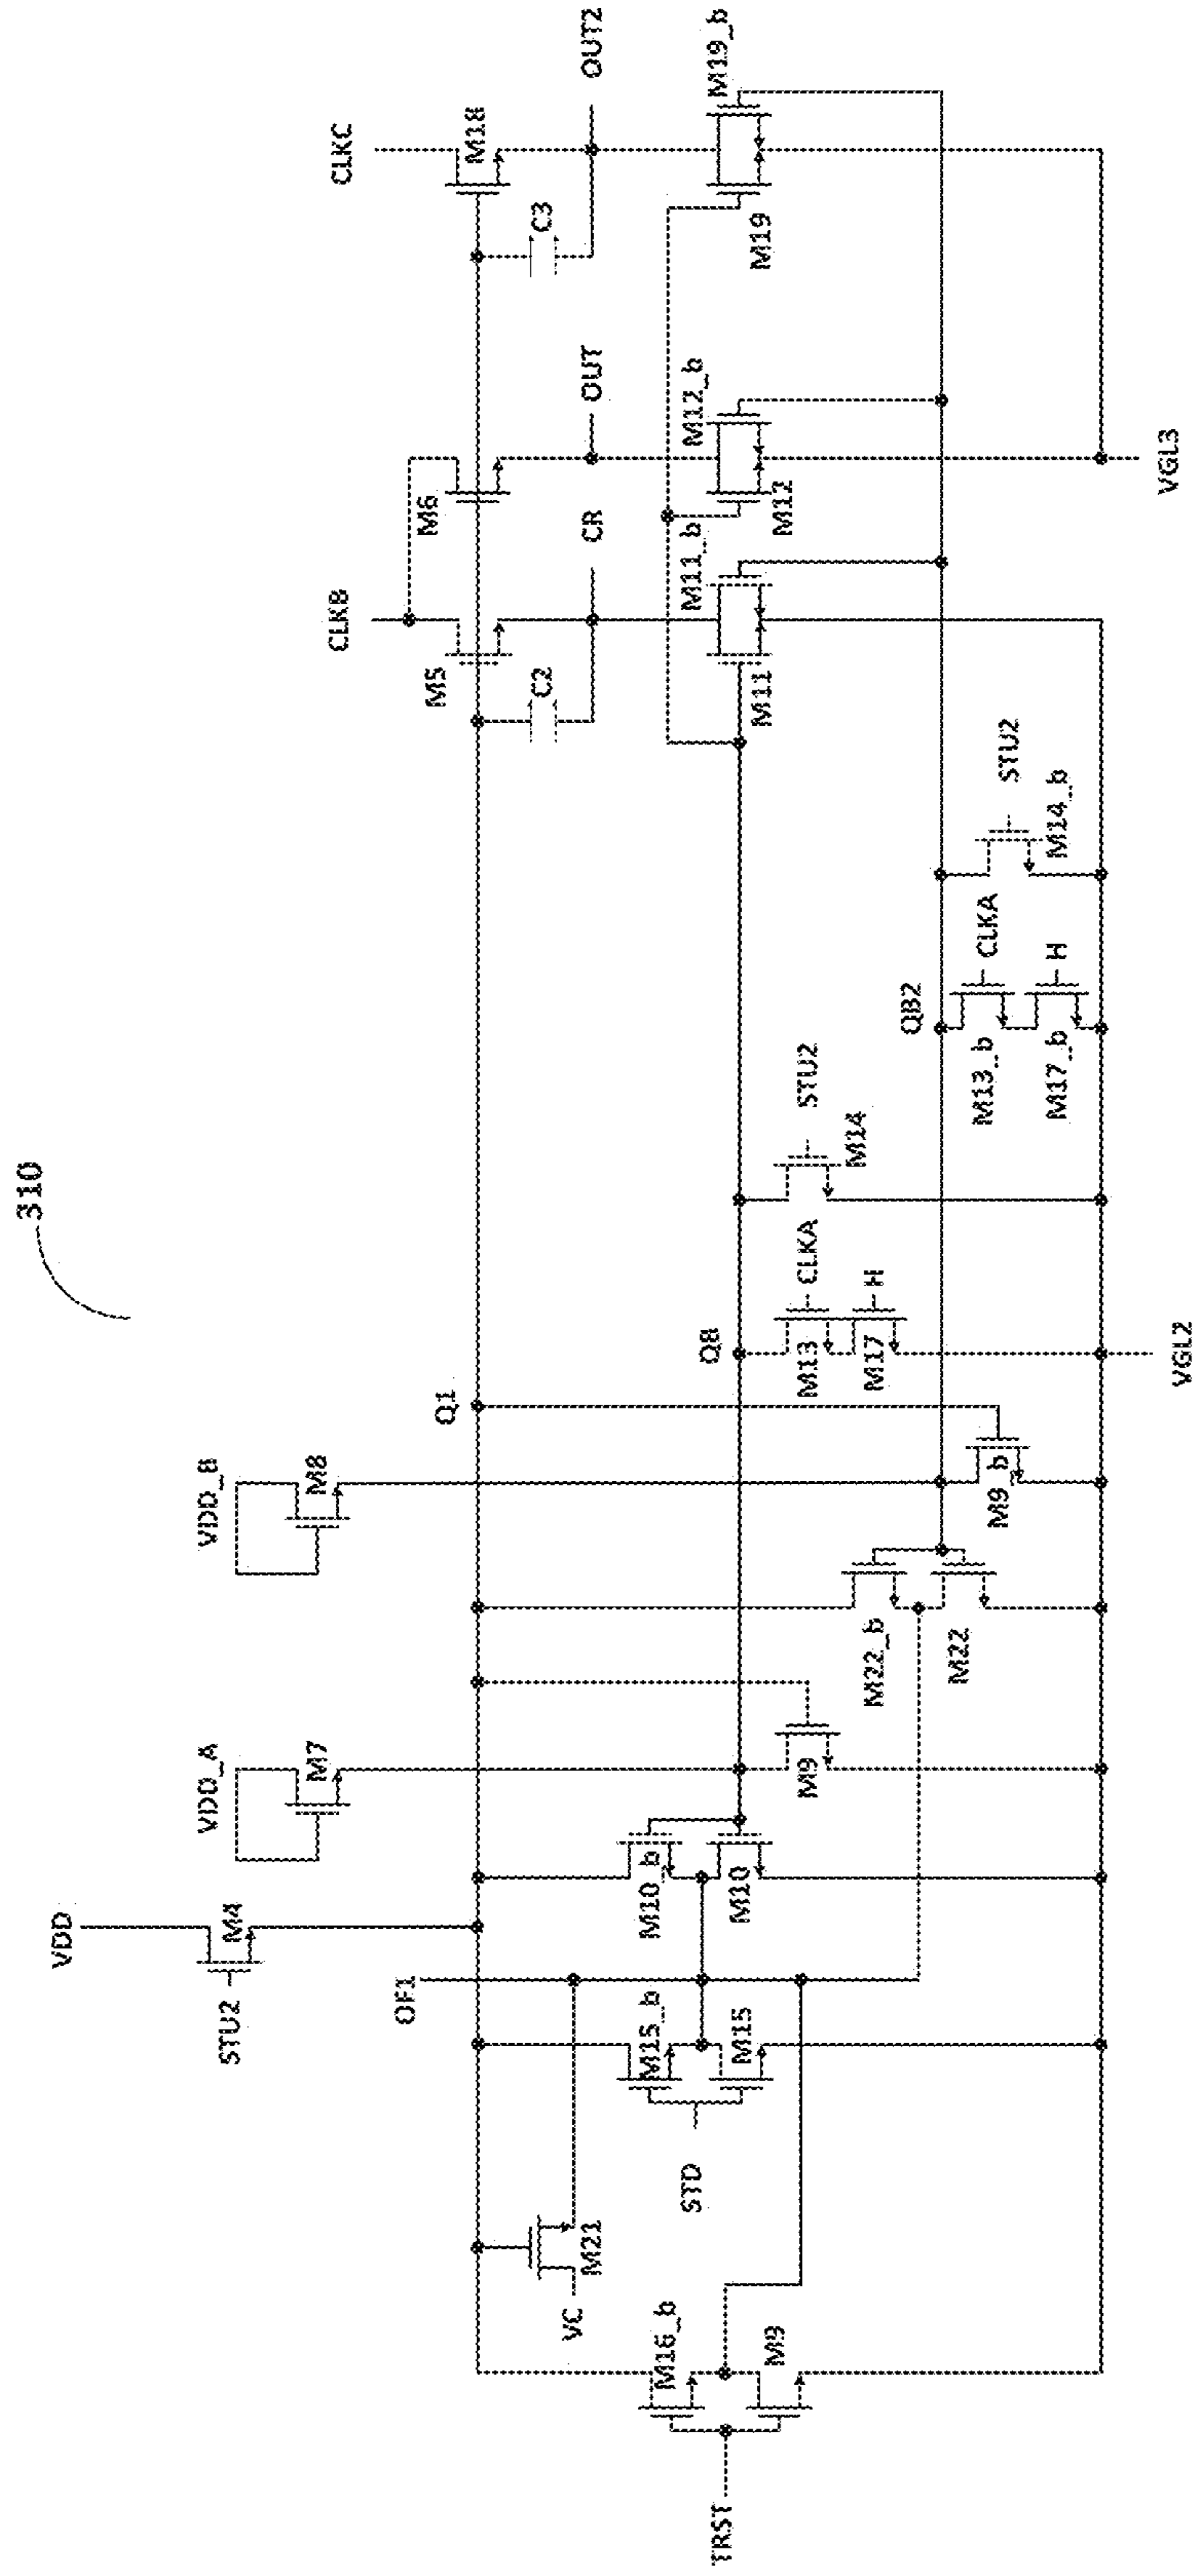 310
VDD
STU2
M4
VDD_A
M7
VDD_B
M8
Q1
CLKB
CLKC
M5
M6
M18
C2
C3
CR
OUT
OUT2
OF1
VC
M21
M16_b
M9
TRST
STD
M15_b
M15
M10_b
M10
M9
M22_b
M22
M9_b
QB
M13
CLKA
M17
H
STU2
M14
QB2
M13_b
CLKA
M17_b
H
STU2
M14_b
M11
M11_b
M12
M12_b
M19
M19_b
VGL2
VGL3